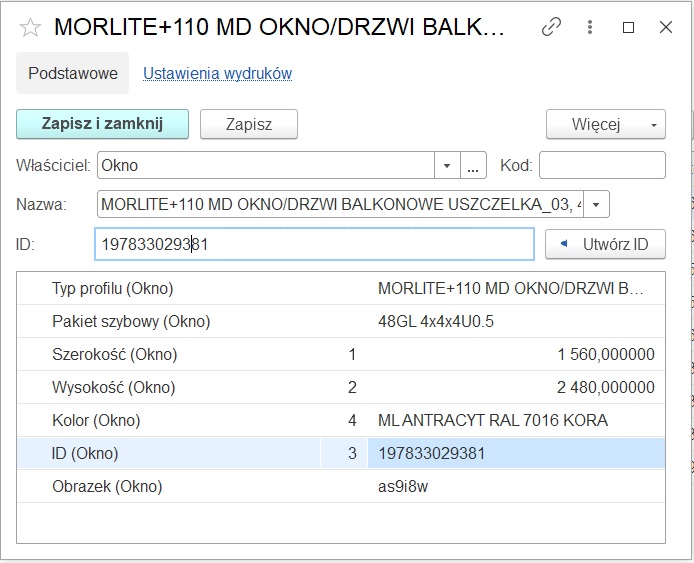 MORLITE+110 MD OKNO/DRZWI BALK...
Podstawowe Ustawienia wydruków
Zapisz i zamknij Zapisz Więcej
Właściciel: Okno ... Kod:
Nazwa: MORLITE+110 MD OKNO/DRZWI BALKONOWE USZCZELKA_03, 4
ID: 197833029381 Utwórz ID
Typ profilu (Okno) MORLITE+110 MD OKNO/DRZWI B...
Pakiet szybowy (Okno) 48GL 4x4x4U0.5
Szerokość (Okno) 1 1 560,000000
Wysokość (Okno) 2 2 480,000000
Kolor (Okno) 4 ML ANTRACYT RAL 7016 KORA
ID (Okno) 3 197833029381
Obrazek (Okno) as9i8w